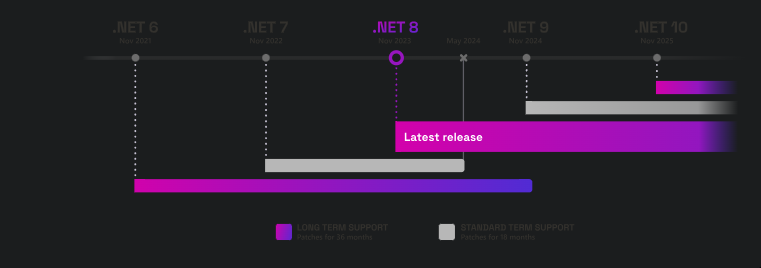 .NET 6
Nov 2021
.NET 7
Nov 2022
.NET 8
Nov 2023
May 2024
.NET 9
Nov 2024
.NET 10
Nov 2025
Latest release
LONG TERM SUPPORT
Patches for 36 months
STANDARD TERM SUPPORT
Patches for 18 months